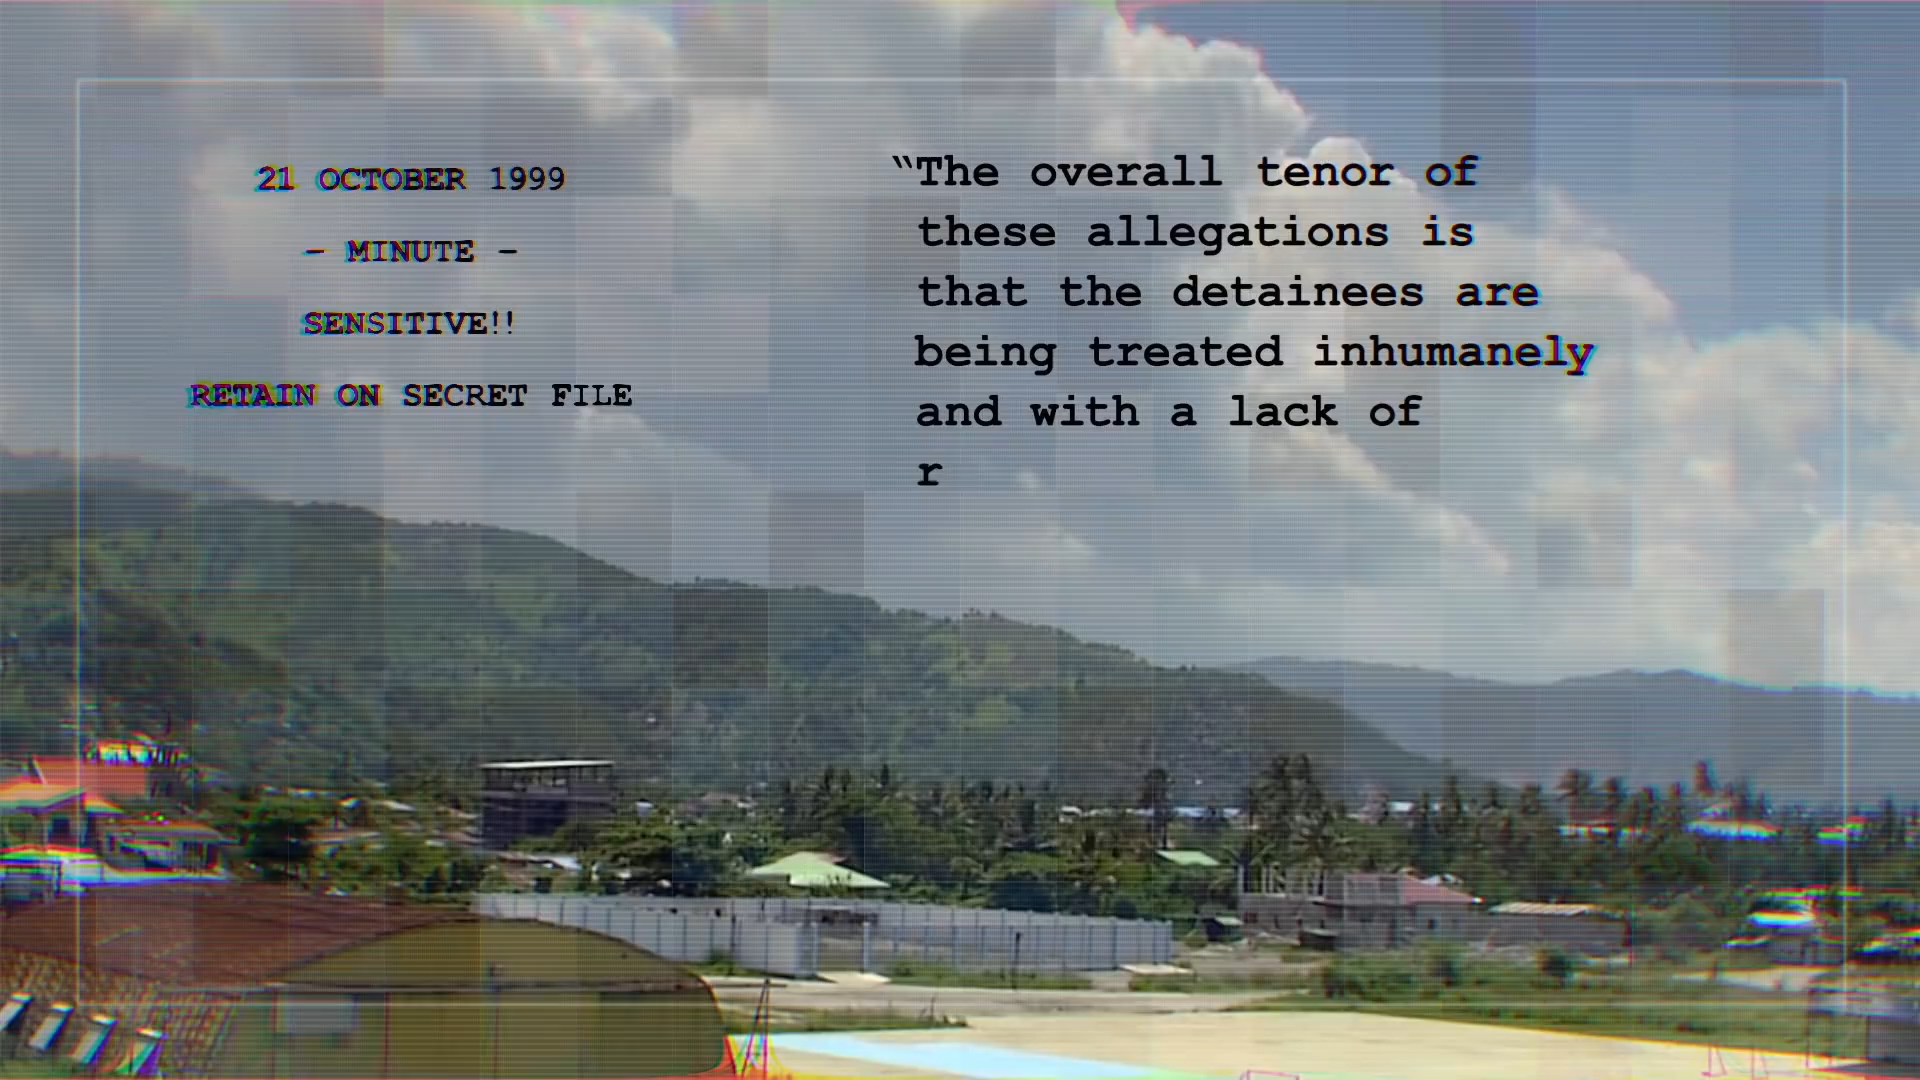 21 OCTOBER 1999
- MINUTE -
SENSITIVE!!
RETAIN ON SECRET FILE
“The overall tenor of
these allegations is
that the detainees are
being treated inhumanely
and with a lack of
r